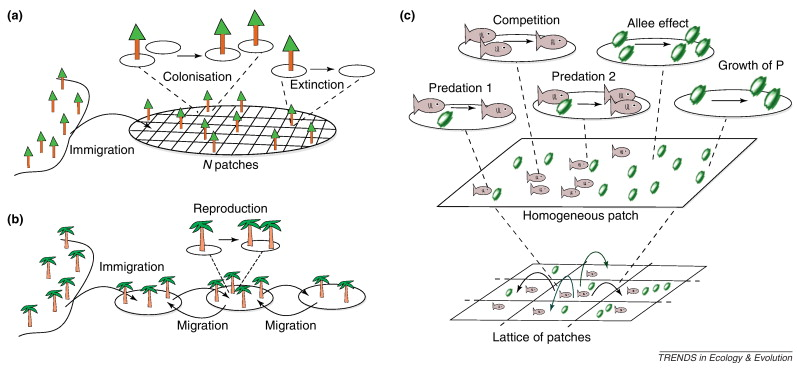 (a)
Colonisation
Extinction
Immigration
N patches
(b)
Reproduction
Immigration
Migration
Migration
(c)
Competition
Allee effect
Predation 1
Predation 2
Growth of P
Homogeneous patch
Lattice of patches
TRENDS in Ecology & Evolution